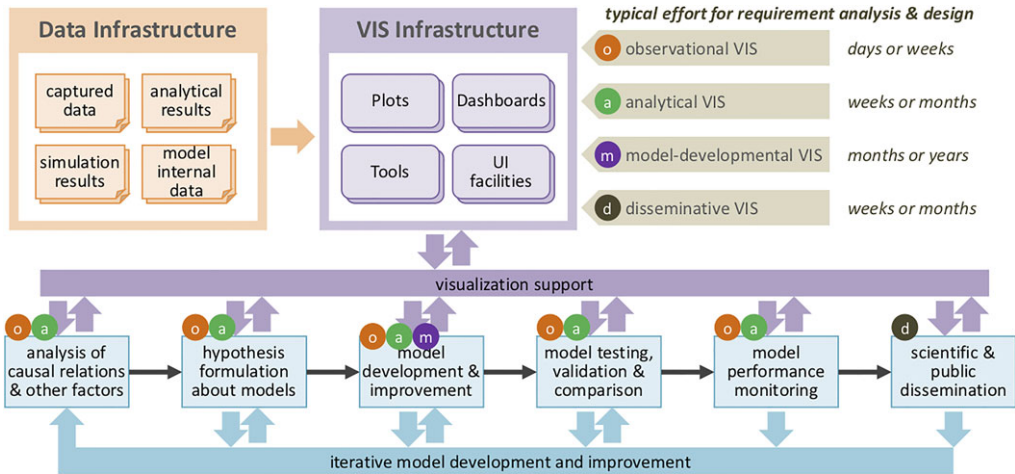 Data Infrastructure
captured
data
analytical
results
simulation
results
model
internal
data
VIS Infrastructure
Plots
Dashboards
Tools
UI
facilities
typical effort for requirement analysis & design
o observational VIS days or weeks
a analytical VIS weeks or months
m model-developmental VIS months or years
d disseminative VIS weeks or months
visualization support
o a
analysis of
causal relations
& other factors
o a
hypothesis
formulation
about models
o a m
model
development &
improvement
o a
model testing,
validation &
comparison
o a
model
performance
monitoring
d
scientific &
public
dissemination
iterative model development and improvement